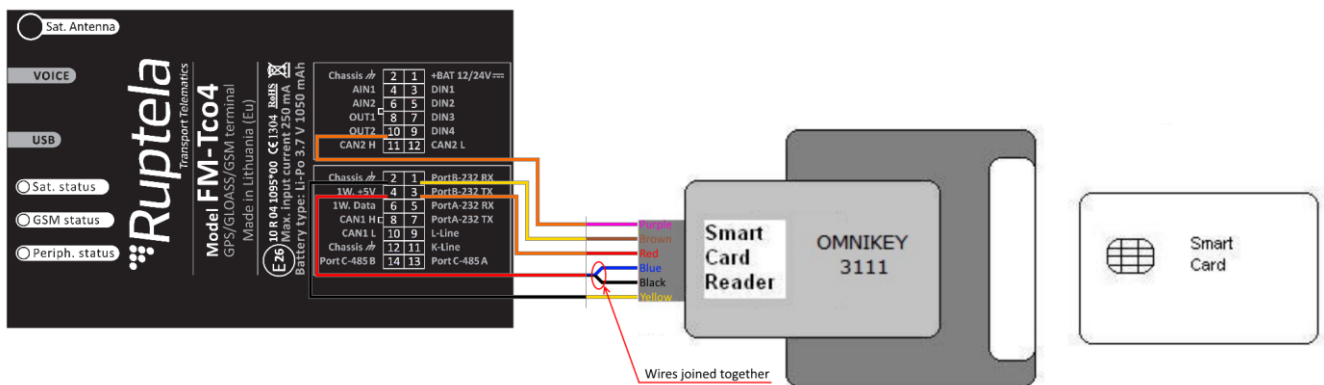 Sat. Antenna
VOICE
USB
Sat. status
GSM status
Periph. status
Ruptela
Transport Telematics
Model FM-Tco4
GPS/GLOASS/GSM terminal
Made in Lithuania (Eu)
E26 10 R 04 1095*00 CE1304 RoHS
Max. input current 250 mA
Battery type: Li-Po 3.7 V 1050 mAh
Chassis 2 1 +BAT 12/24V
AIN1 4 3 DIN1
AIN2 6 5 DIN2
OUT1 8 7 DIN3
OUT2 10 9 DIN4
CAN2 H 11 12 CAN2 L
Chassis 2 1 PortB-232 RX
1W. +5V 4 3 PortB-232 TX
1W. Data 6 5 PortA-232 RX
CAN1 H 8 7 PortA-232 TX
CAN1 L 10 9 L-Line
Chassis 12 11 K-Line
Port C-485 B 14 13 Port C-485 A
Purple
Brown
Red
Blue
Black
Yellow
Wires joined together
Smart
Card
Reader
OMNIKEY
3111
Smart
Card